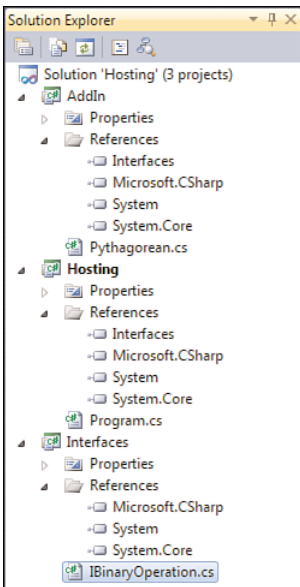 Solution Explorer
Solution 'Hosting' (3 projects)
AddIn
Properties
References
Interfaces
Microsoft.CSharp
System
System.Core
Pythagorean.cs
Hosting
Properties
References
Interfaces
Microsoft.CSharp
System
System.Core
Program.cs
Interfaces
Properties
References
Microsoft.CSharp
System
System.Core
IBinaryOperation.cs